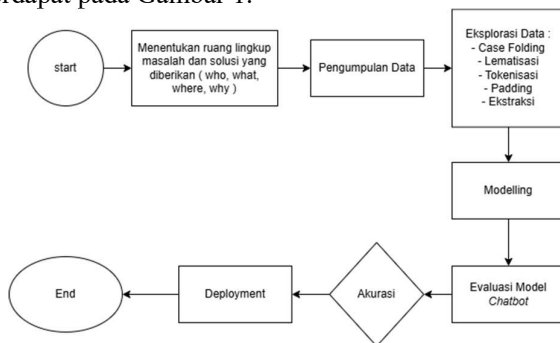 erdapat pada Gambar 1.
start
Menentukan ruang lingkup
masalah dan solusi yang
diberikan ( who, what,
where, why )
Pengumpulan Data
Eksplorasi Data :
- Case Folding
- Lematisasi
- Tokenisasi
- Padding
- Ekstraksi
Modelling
Evaluasi Model
Chatbot
Akurasi
Deployment
End